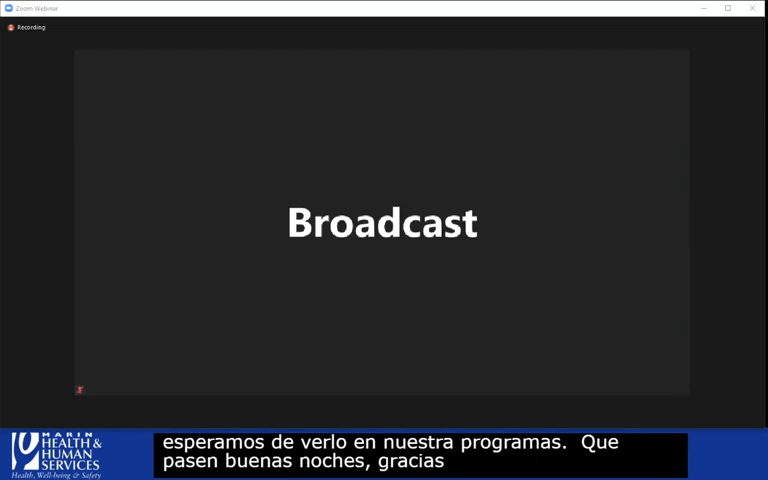 Zoom Webinar
Recording
Broadcast
MARIN
HEALTH &
HUMAN
SERVICES
Health, Well-being & Safety
esperamos de verlo en nuestra programas.  Que
pasen buenas noches, gracias